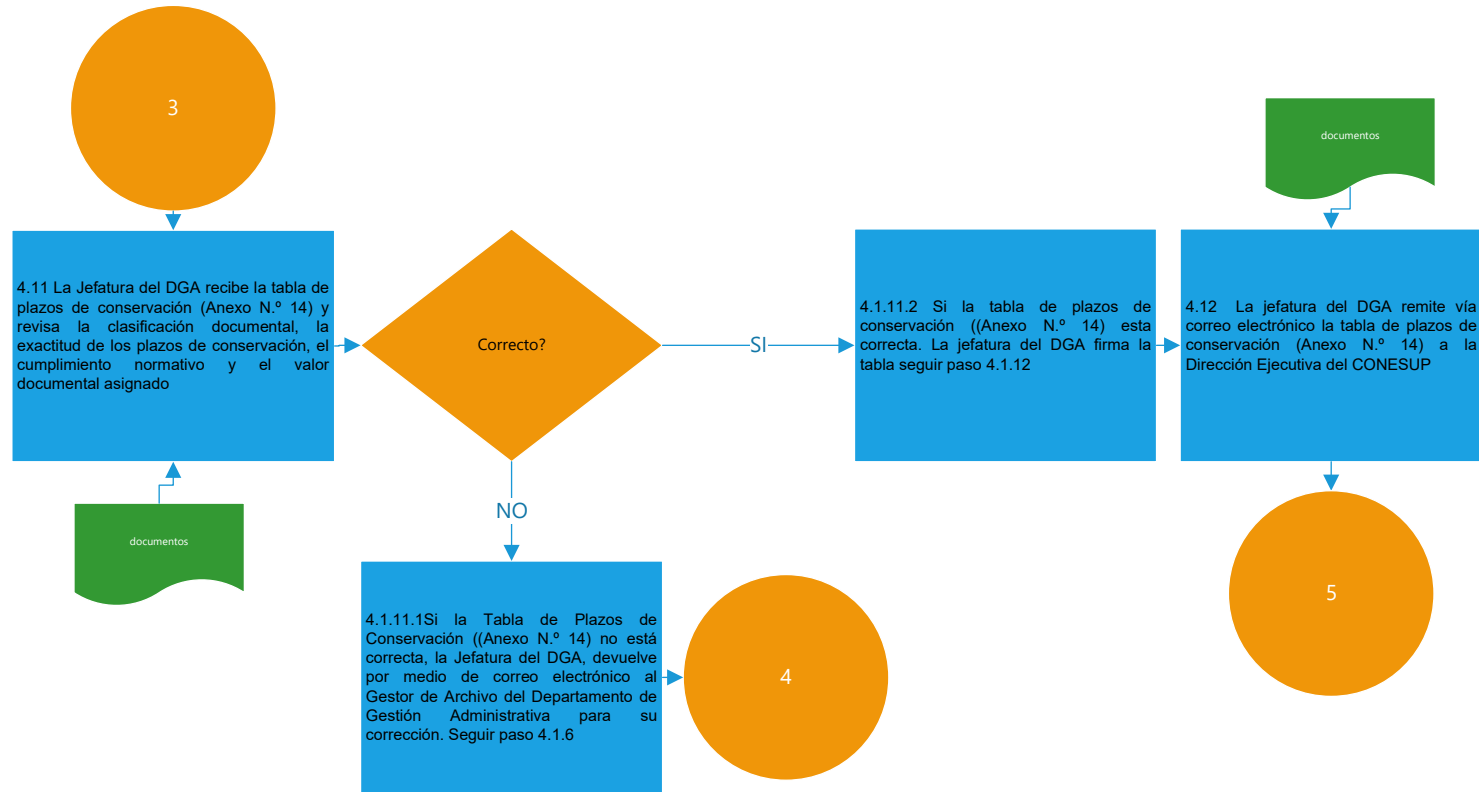 3
documentos
4.11 La Jefatura del DGA recibe la tabla de
plazos de conservación (Anexo N.º 14) y
revisa la clasificación documental, la
exactitud de los plazos de conservación, el
cumplimiento normativo y el valor
documental asignado
Correcto?
SI
4.1.11.2 Si la tabla de plazos de
conservación ((Anexo N.º 14) esta
correcta. La jefatura del DGA firma la
tabla seguir paso 4.1.12
4.12 La jefatura del DGA remite vía
correo electrónico la tabla de plazos de
conservación (Anexo N.º 14) a la
Dirección Ejecutiva del CONESUP
documentos
NO
4.1.11.1Si la Tabla de Plazos de
Conservación ((Anexo N.º 14) no está
correcta, la Jefatura del DGA, devuelve
por medio de correo electrónico al
Gestor de Archivo del Departamento de
Gestión Administrativa para su
corrección. Seguir paso 4.1.6
4
5